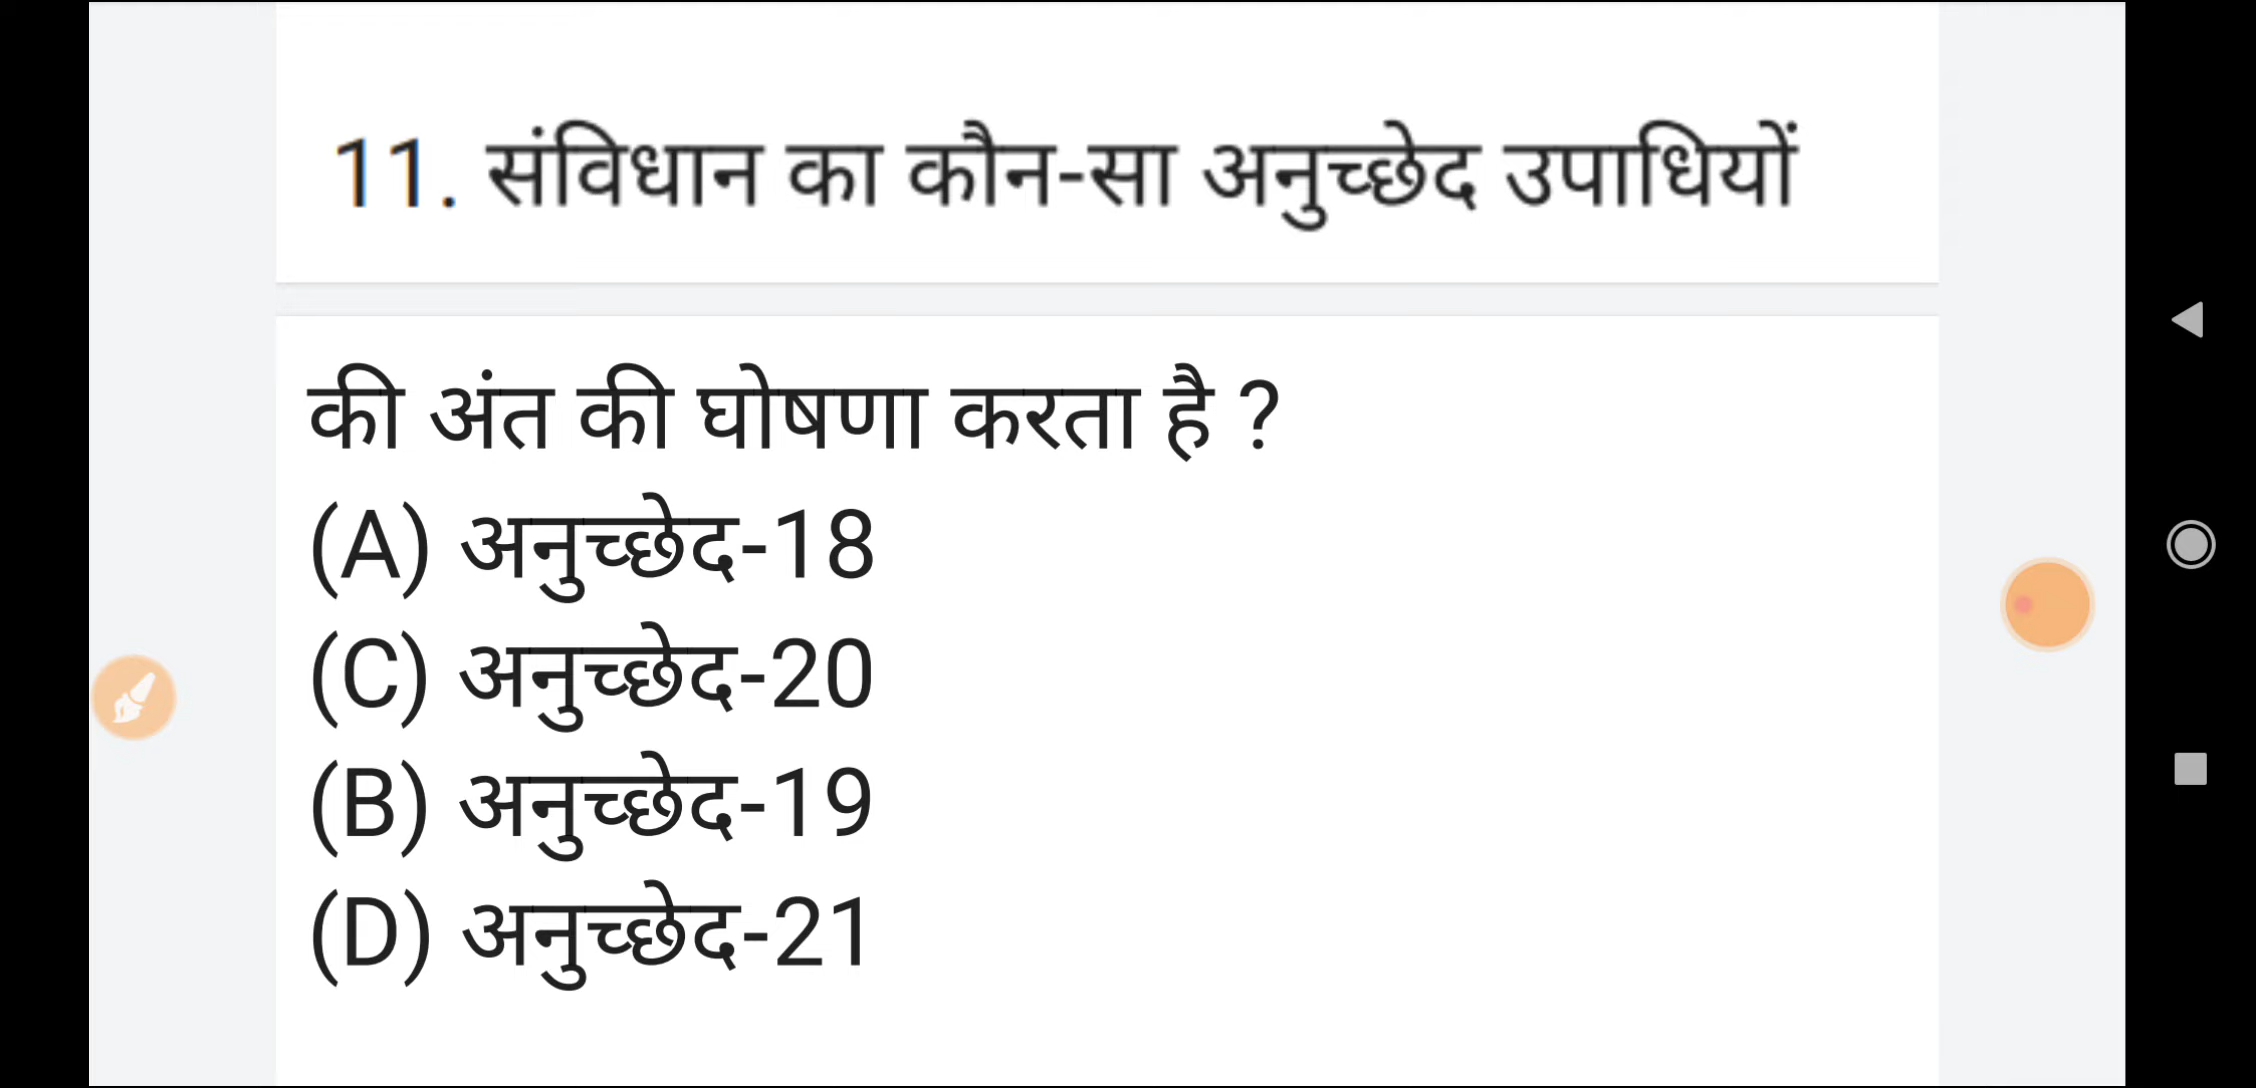 11. संविधान का कौन-सा अनुच्छेद उपाधियों
की अंत की घोषणा करता है ?
(A) अनुच्छेद-18
(C) अनुच्छेद-20
(B) अनुच्छेद-19
(D) अनुच्छेद-21